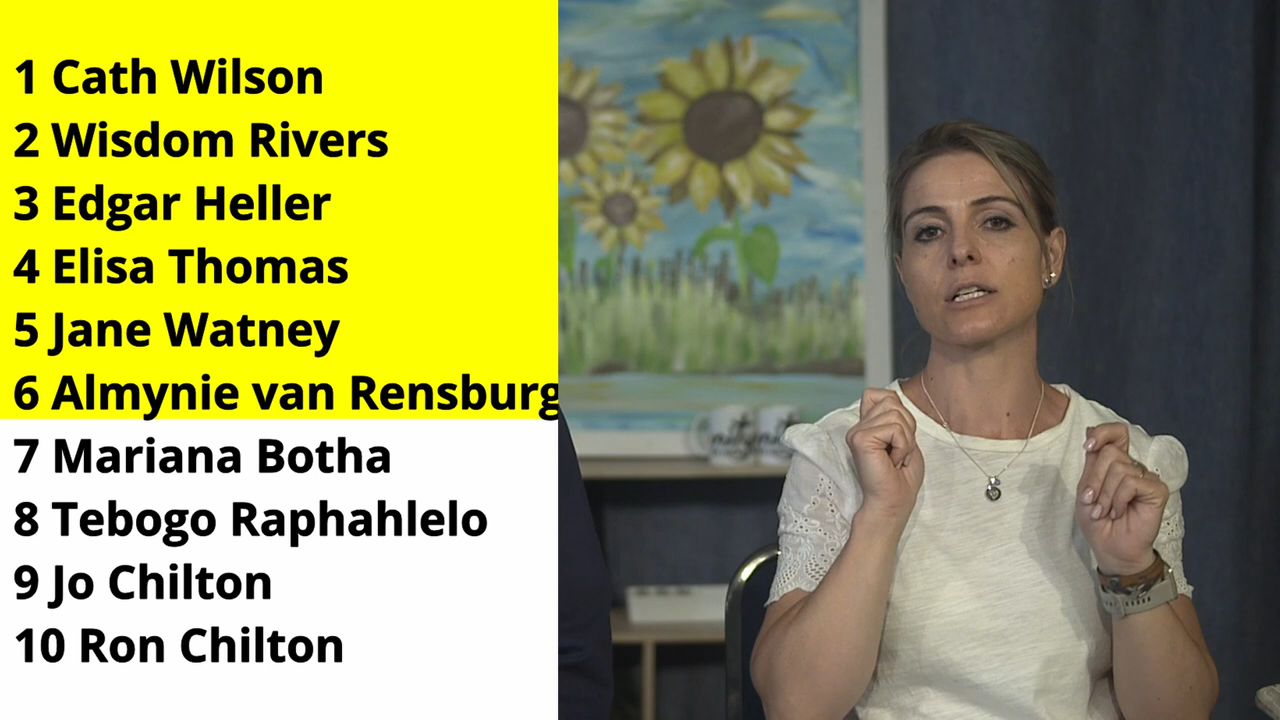 1 Cath Wilson
2 Wisdom Rivers
3 Edgar Heller
4 Elisa Thomas
5 Jane Watney
6 Almynie van Rensburg
7 Mariana Botha
8 Tebogo Raphahlelo
9 Jo Chilton
10 Ron Chilton